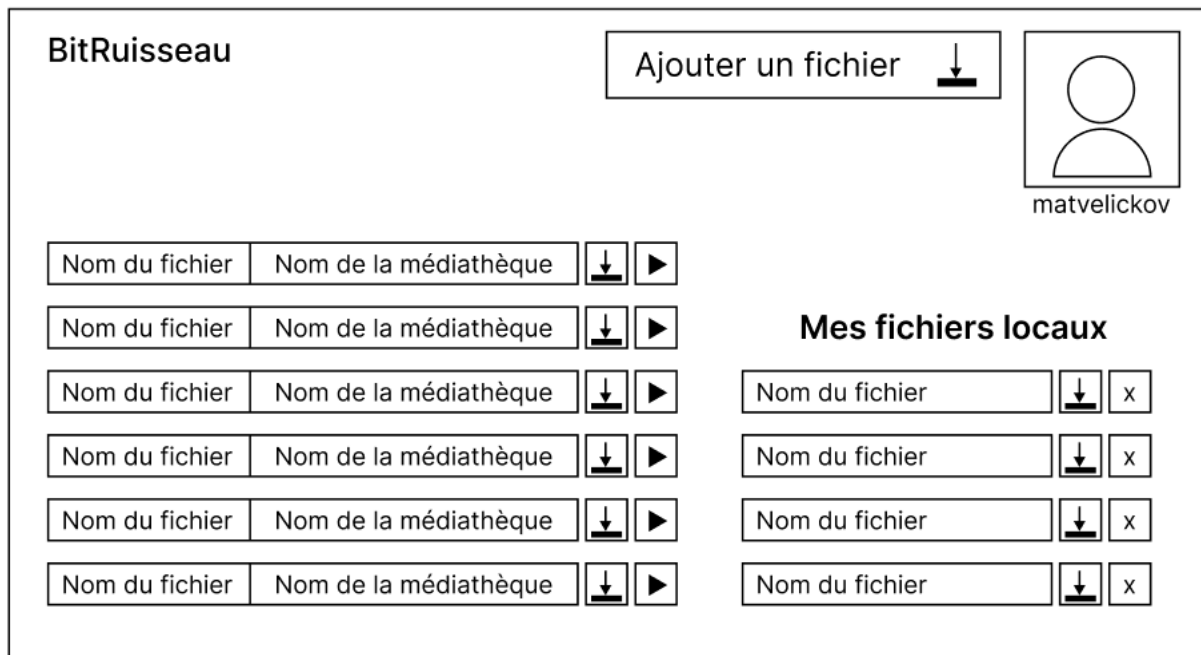 BitRuisseau
Ajouter un fichier
matvelickov
Nom du fichier Nom de la médiathèque
Nom du fichier Nom de la médiathèque
Nom du fichier Nom de la médiathèque
Nom du fichier Nom de la médiathèque
Nom du fichier Nom de la médiathèque
Nom du fichier Nom de la médiathèque
Mes fichiers locaux
Nom du fichier x
Nom du fichier x
Nom du fichier x
Nom du fichier x